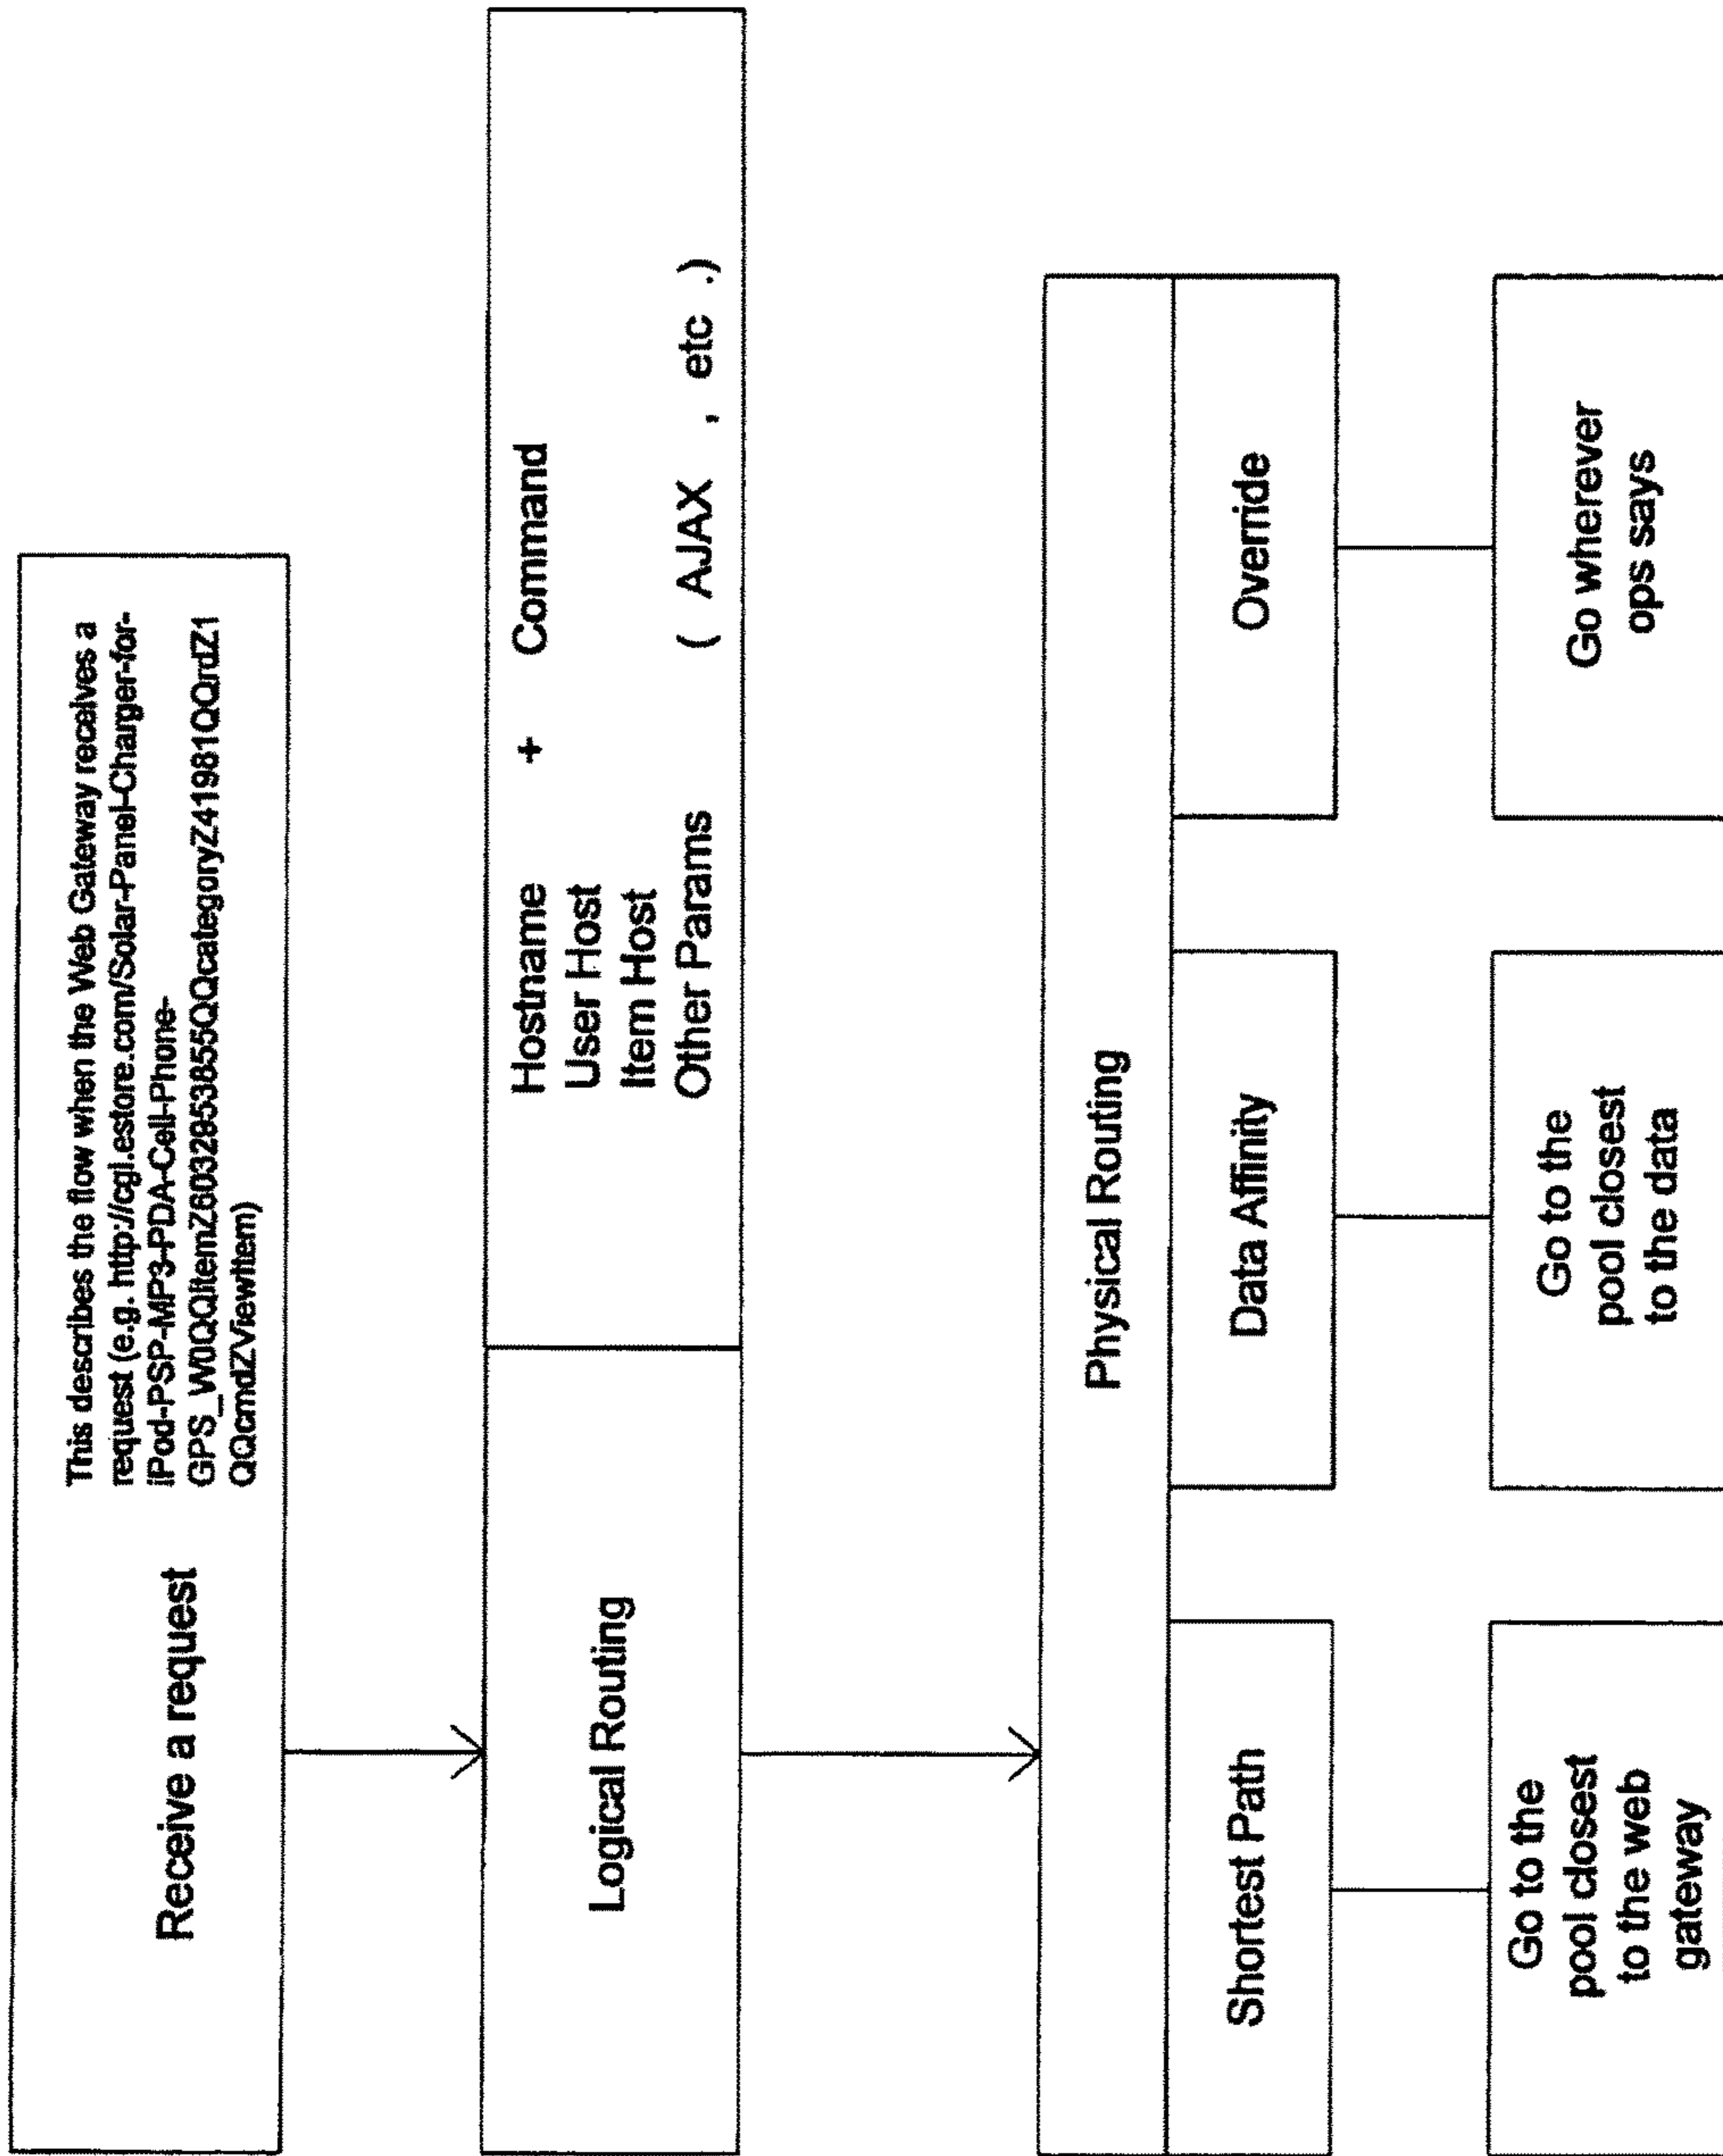 Receive a request
This describes the flow when the Web Gateway receives a
request (e.g. http://cgi.estore.com/Solar-Panel-Charger-for-
iPod-PSP-MP3-PDA-Cell-Phone-
GPS_W0QQitemZ6032953855QQcategoryZ41981QQrdZ1
QQcmdZViewItem)
Logical Routing
Hostname + Command
User Host
Item Host
Other Params ( AJAX , etc .)
Physical Routing
Shortest Path
Data Affinity
Override
Go to the
pool closest
to the web
gateway
Go to the
pool closest
to the data
Go wherever
ops says